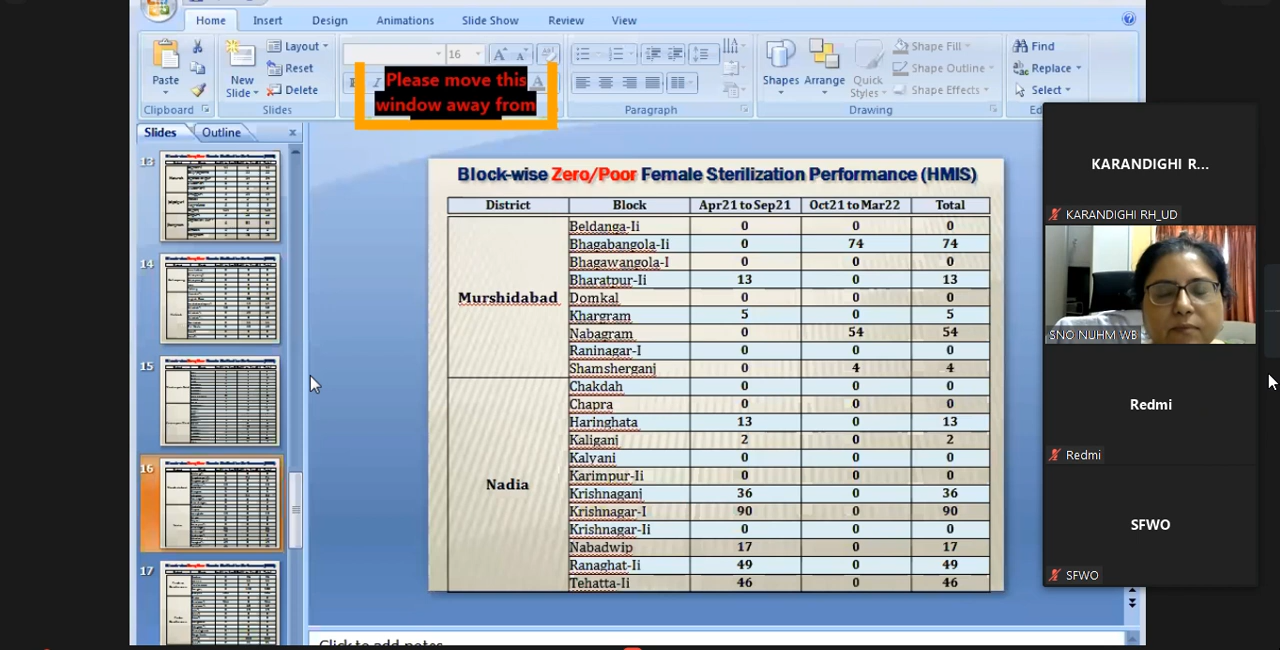 Home Insert Design Animations Slide Show Review View
Paste
New Slide
Layout
Reset
Delete
16
Shapes Arrange Quick Styles
Shape Fill
Shape Outline
Shape Effects
Find
Replace
Select
Clipboard Slides Paragraph Drawing
Please move this
window away from
Slides Outline
13
14
15
16
17
Block-wise Zero/Poor Female Sterilization Performance (HMIS)
District Block Apr21 to Sep21 Oct21 to Mar22 Total
Murshidabad
Beldanga-Ii 0 0 0
Bhagabangola-Ii 0 74 74
Bhagawangola-I 0 0 0
Bharatpur-Ii 13 0 13
Domkal 0 0 0
Khargram 5 0 5
Nabagram 0 54 54
Raninagar-I 0 0 0
Shamsherganj 0 4 4
Nadia
Chakdah 0 0 0
Chapra 0 0 0
Haringhata 13 0 13
Kaliganj 2 0 2
Kalyani 0 0 0
Karimpur-Ii 0 0 0
Krishnaganj 36 0 36
Krishnagar-I 90 0 90
Krishnagar-Ii 0 0 0
Nabadwip 17 0 17
Ranaghat-Ii 49 0 49
Tehatta-Ii 46 0 46
Click to add notes
KARANDIGHI R...
KARANDIGHI RH_UD
SNO NUHM WB
Redmi
Redmi
SFWO
SFWO